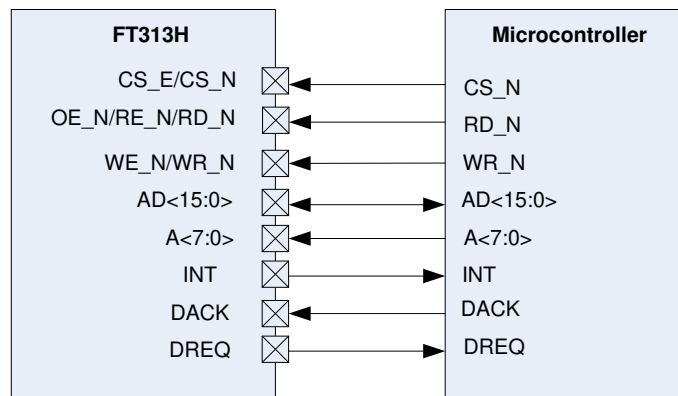 FT313H
Microcontroller
CS_E/CS_N
CS_N
OE_N/RE_N/RD_N
RD_N
WE_N/WR_N
WR_N
AD<15:0>
AD<15:0>
A<7:0>
A<7:0>
INT
INT
DACK
DACK
DREQ
DREQ